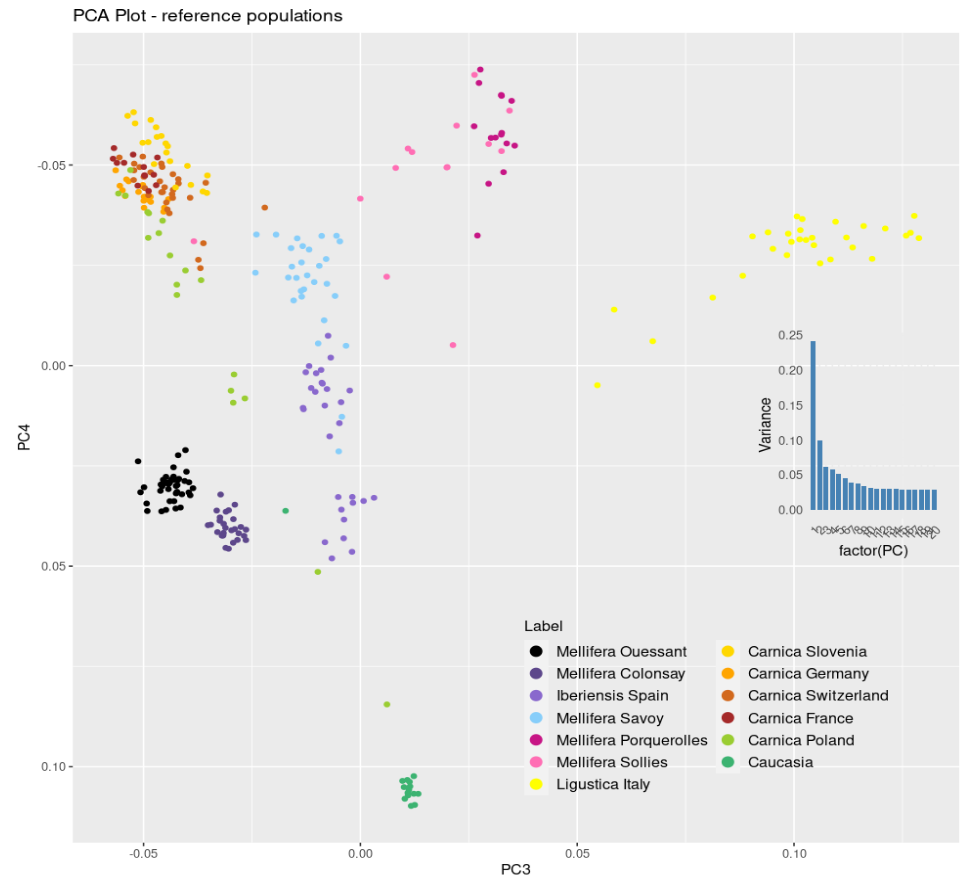 PCA Plot - reference populations
-0.05
0.00
0.05
0.10
PC4
-0.05
0.00
0.05
0.10
PC3
0.25
0.20
0.15
0.10
0.05
0.00
Variance
factor(PC)
Label
Mellifera Ouessant
Mellifera Colonsay
Iberiensis Spain
Mellifera Savoy
Mellifera Porquerolles
Mellifera Sollies
Ligustica Italy
Carnica Slovenia
Carnica Germany
Carnica Switzerland
Carnica France
Carnica Poland
Caucasia